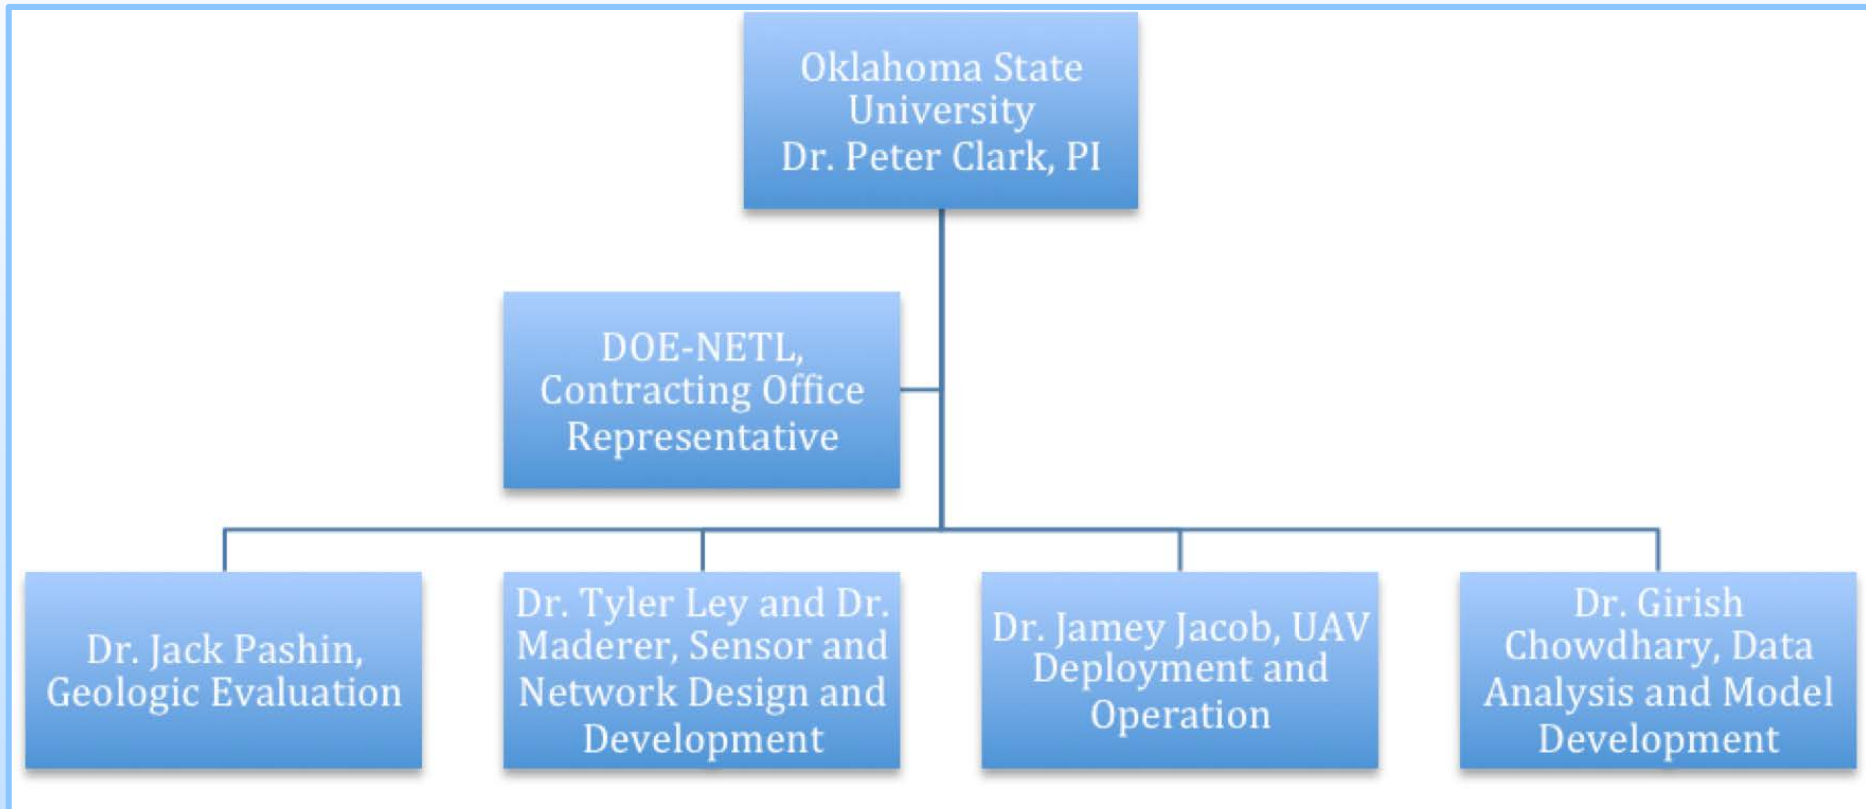 Oklahoma State
University
Dr. Peter Clark, PI
DOE-NETL,
Contracting Office
Representative
Dr. Jack Pashin,
Geologic Evaluation
Dr. Tyler Ley and Dr.
Maderer, Sensor and
Network Design and
Development
Dr. Jamey Jacob, UAV
Deployment and
Operation
Dr. Girish
Chowdhary, Data
Analysis and Model
Development